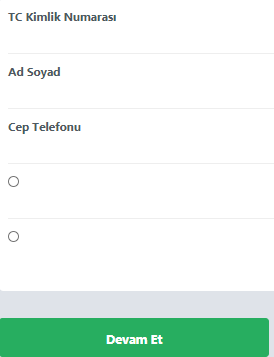 TC Kimlik Numarası
Ad Soyad
Cep Telefonu
Devam Et